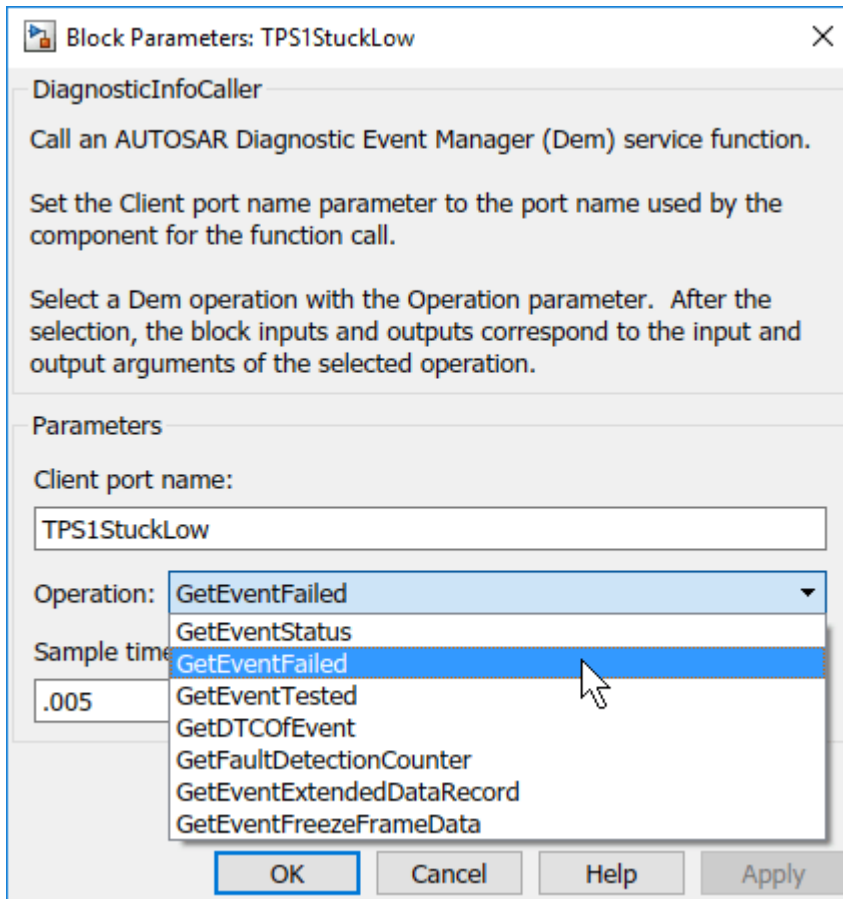 Block Parameters: TPS1StuckLow
DiagnosticInfoCaller
Call an AUTOSAR Diagnostic Event Manager (Dem) service function.
Set the Client port name parameter to the port name used by the
component for the function call.
Select a Dem operation with the Operation parameter.  After the
selection, the block inputs and outputs correspond to the input and
output arguments of the selected operation.
Parameters
Client port name:
TPS1StuckLow
Operation: GetEventFailed
GetEventStatus
Sample time
GetEventFailed
.005
GetEventTested
GetDTCOfEvent
GetFaultDetectionCounter
GetEventExtendedDataRecord
GetEventFreezeFrameData
OK Cancel Help Apply